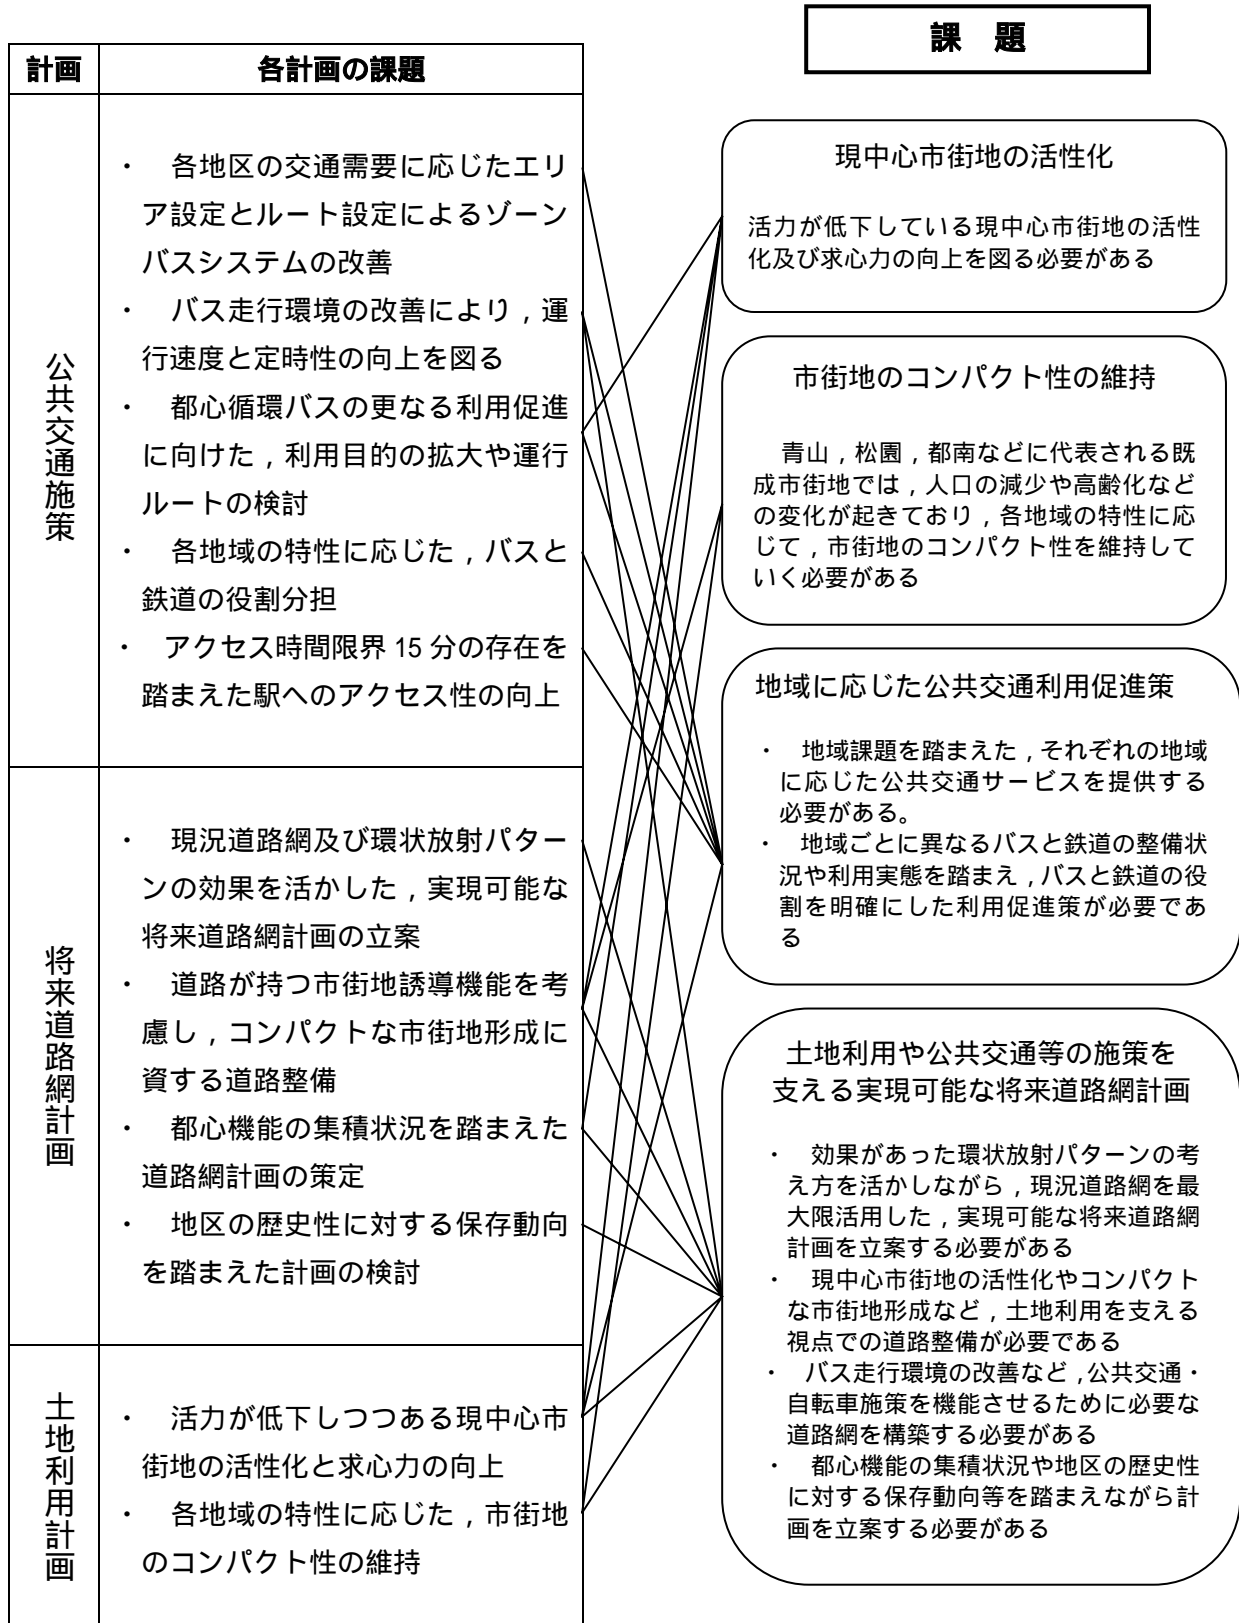 課 題
計画 各計画の課題
公共交通施策
・ 各地区の交通需要に応じたエリ
ア設定とルート設定によるゾーン
バスシステムの改善
・ バス走行環境の改善により，運
行速度と定時性の向上を図る
・ 都心循環バスの更なる利用促進
に向けた，利用目的の拡大や運行
ルートの検討
・ 各地域の特性に応じた，バスと
鉄道の役割分担
・ アクセス時間限界 15 分の存在を
踏まえた駅へのアクセス性の向上
将来道路網計画
・ 現況道路網及び環状放射パター
ンの効果を活かした，実現可能な
将来道路網計画の立案
・ 道路が持つ市街地誘導機能を考
慮し，コンパクトな市街地形成に
資する道路整備
・ 都心機能の集積状況を踏まえた
道路網計画の策定
・ 地区の歴史性に対する保存動向
を踏まえた計画の検討
土地利用計画
・ 活力が低下しつつある現中心市
街地の活性化と求心力の向上
・ 各地域の特性に応じた，市街地
のコンパクト性の維持
現中心市街地の活性化
活力が低下している現中心市街地の活性
化及び求心力の向上を図る必要がある
市街地のコンパクト性の維持
青山，松園，都南などに代表される既
成市街地では，人口の減少や高齢化など
の変化が起きており，各地域の特性に応
じて，市街地のコンパクト性を維持して
いく必要がある
地域に応じた公共交通利用促進策
・ 地域課題を踏まえた，それぞれの地域
に応じた公共交通サービスを提供する
必要がある。
・ 地域ごとに異なるバスと鉄道の整備状
況や利用実態を踏まえ，バスと鉄道の役
割を明確にした利用促進策が必要であ
る
土地利用や公共交通等の施策を
支える実現可能な将来道路網計画
・ 効果があった環状放射パターンの考
え方を活かしながら，現況道路網を最
大限活用した，実現可能な将来道路網
計画を立案する必要がある
・ 現中心市街地の活性化やコンパクト
な市街地形成など，土地利用を支える
視点での道路整備が必要である
・ バス走行環境の改善など，公共交通・
自転車施策を機能させるために必要な
道路網を構築する必要がある
・ 都心機能の集積状況や地区の歴史性
に対する保存動向等を踏まえながら計
画を立案する必要がある